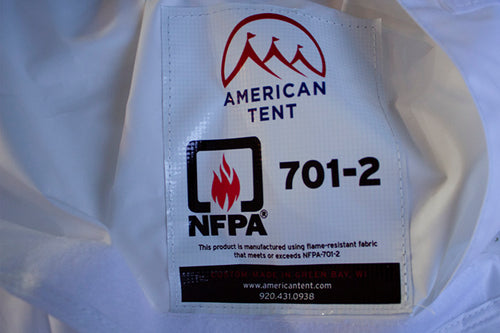 AMERICAN
TENT
701-2
NFPA®
This product is manufactured using flame-resistant fabric
that meets or exceeds NFPA-701-2
CUSTOM MADE IN GREEN BAY, WI
www.americantent.com
920.431.0938